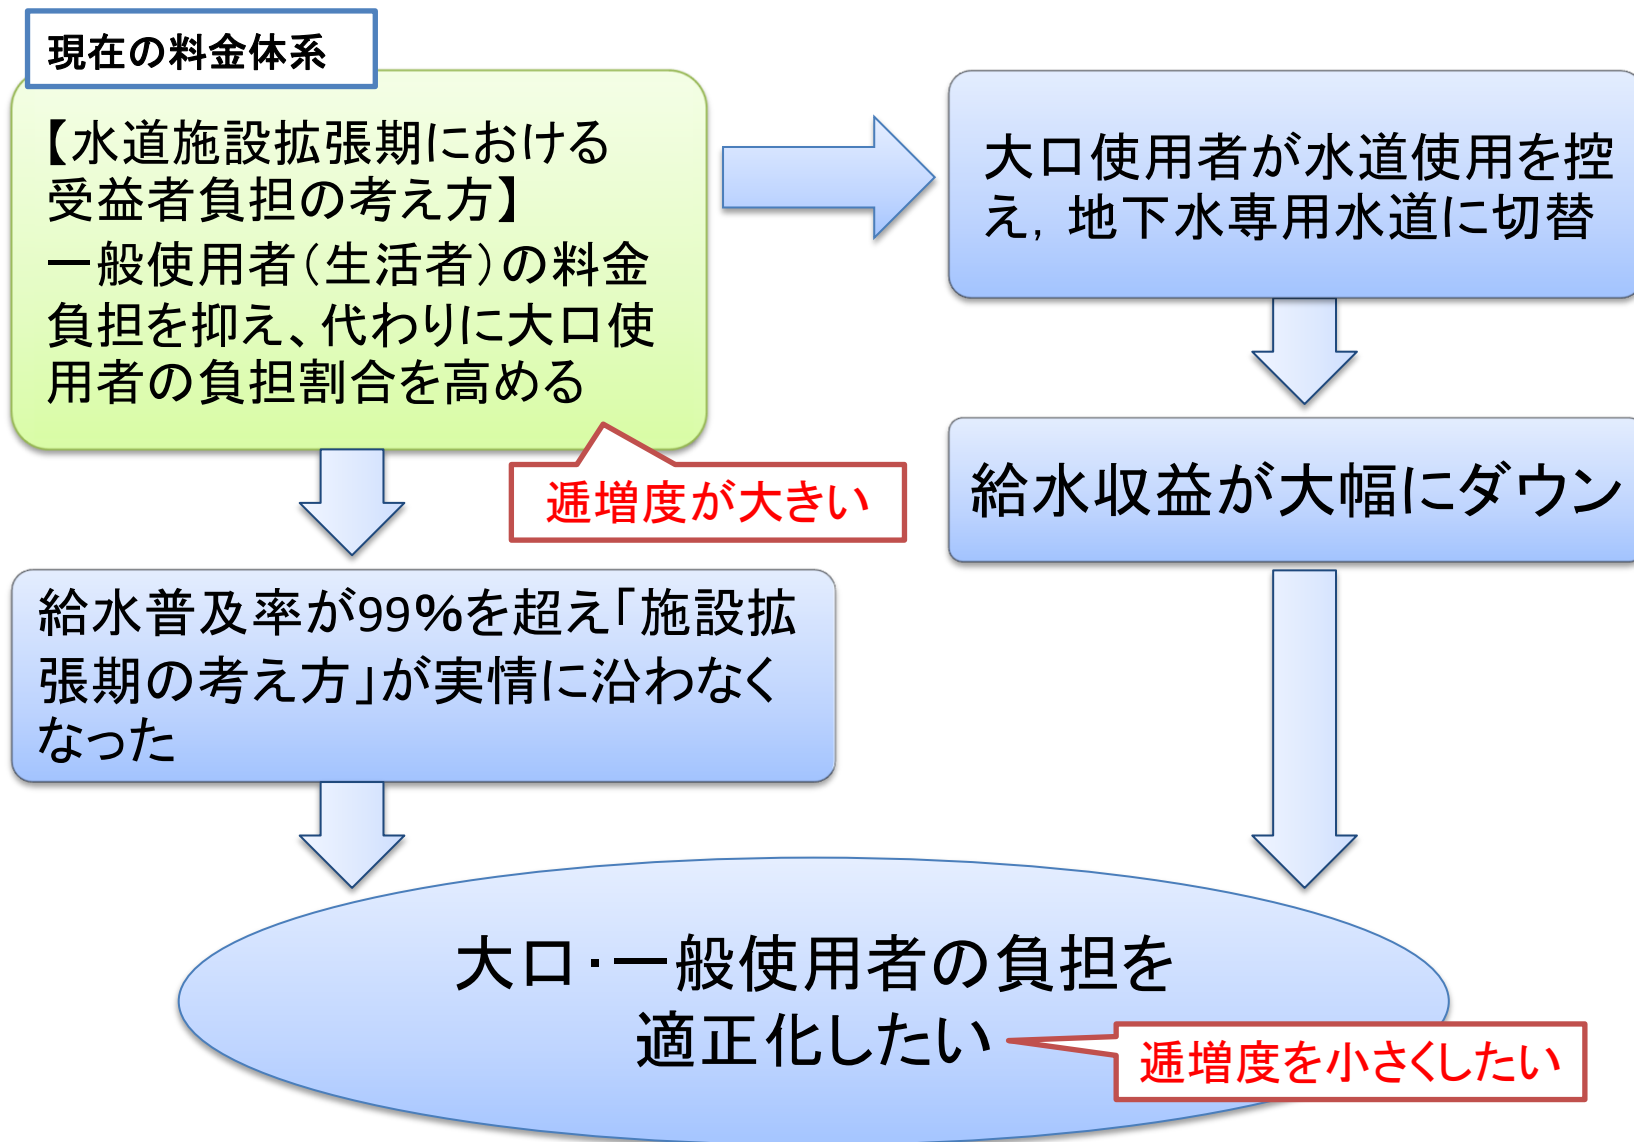 現在の料金体系
【水道施設拡張期における
受益者負担の考え方】
一般使用者（生活者）の料金
負担を抑え、代わりに大口使
用者の負担割合を高める
逓増度が大きい
大口使用者が水道使用を控
え，地下水専用水道に切替
給水収益が大幅にダウン
給水普及率が99%を超え「施設拡
張期の考え方」が実情に沿わなく
なった
大口・一般使用者の負担を
適正化したい
逓増度を小さくしたい